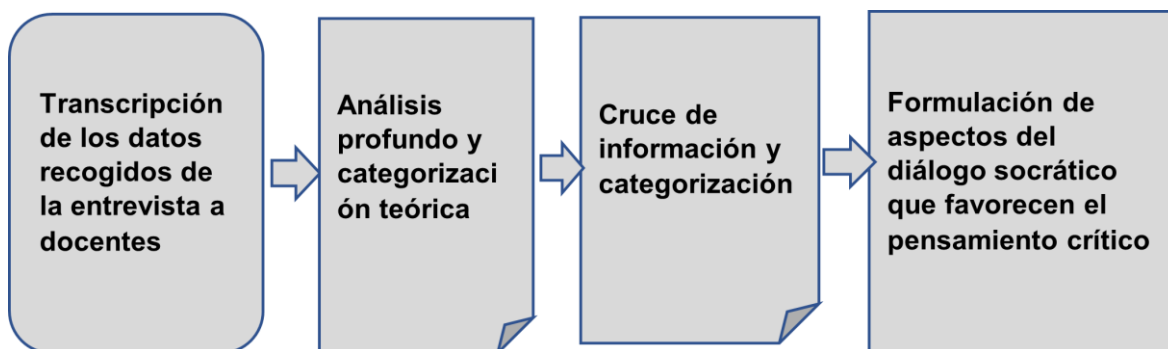 Transcripción
de los datos
recogidos de
la entrevista a
docentes
Análisis
profundo y
categorizaci
ón teórica
Cruce de
información y
categorización
Formulación de
aspectos del
diálogo socrático
que favorecen el
pensamiento crítico